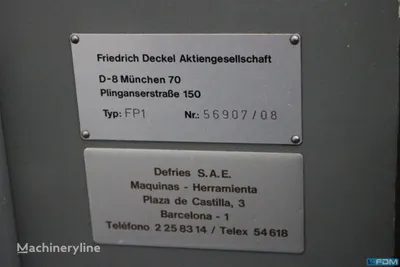 Friedrich Deckel Aktiengesellschaft
D-8 München 70
Plinganserstraße 150
Typ: FP1 Nr.: 56907/08
Defries S.A.E.
Maquinas - Herramienta
Plaza de Castilla, 3
Barcelona - 1
Teléfono 2 25 83 14 / Telex 54 618
Machineryline
FDM